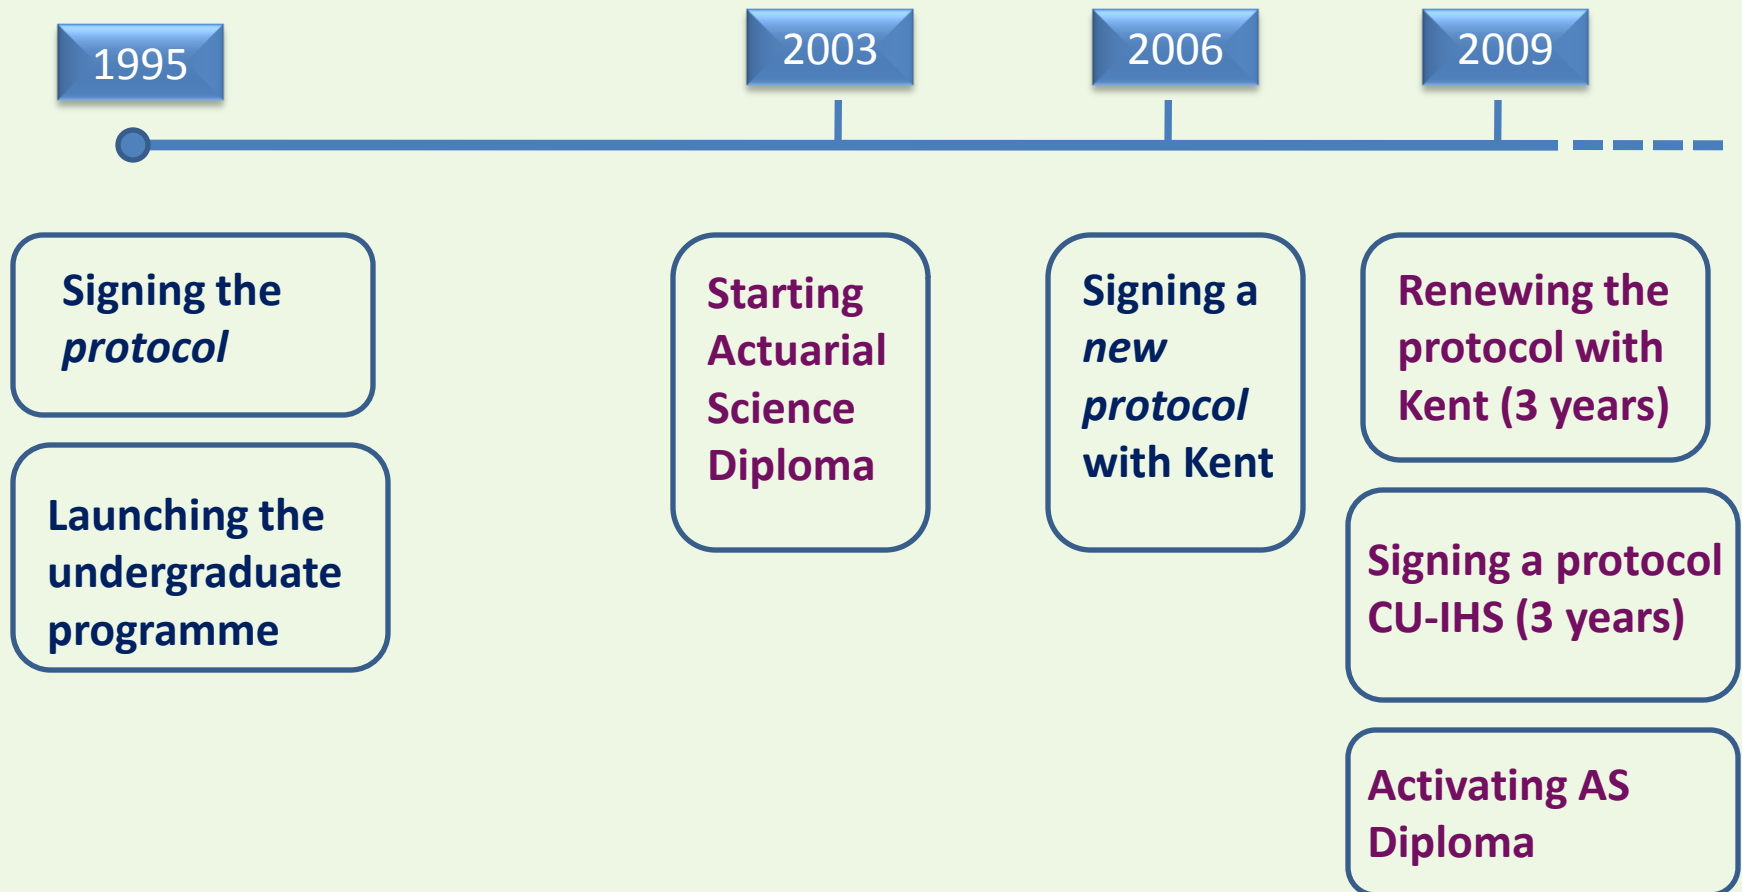 1995
2003
2006
2009
Signing the
protocol
Launching the
undergraduate
programme
Starting
Actuarial
Science
Diploma
Signing a
new
protocol
with Kent
Renewing the
protocol with
Kent (3 years)
Signing a protocol
CU-IHS (3 years)
Activating AS
Diploma